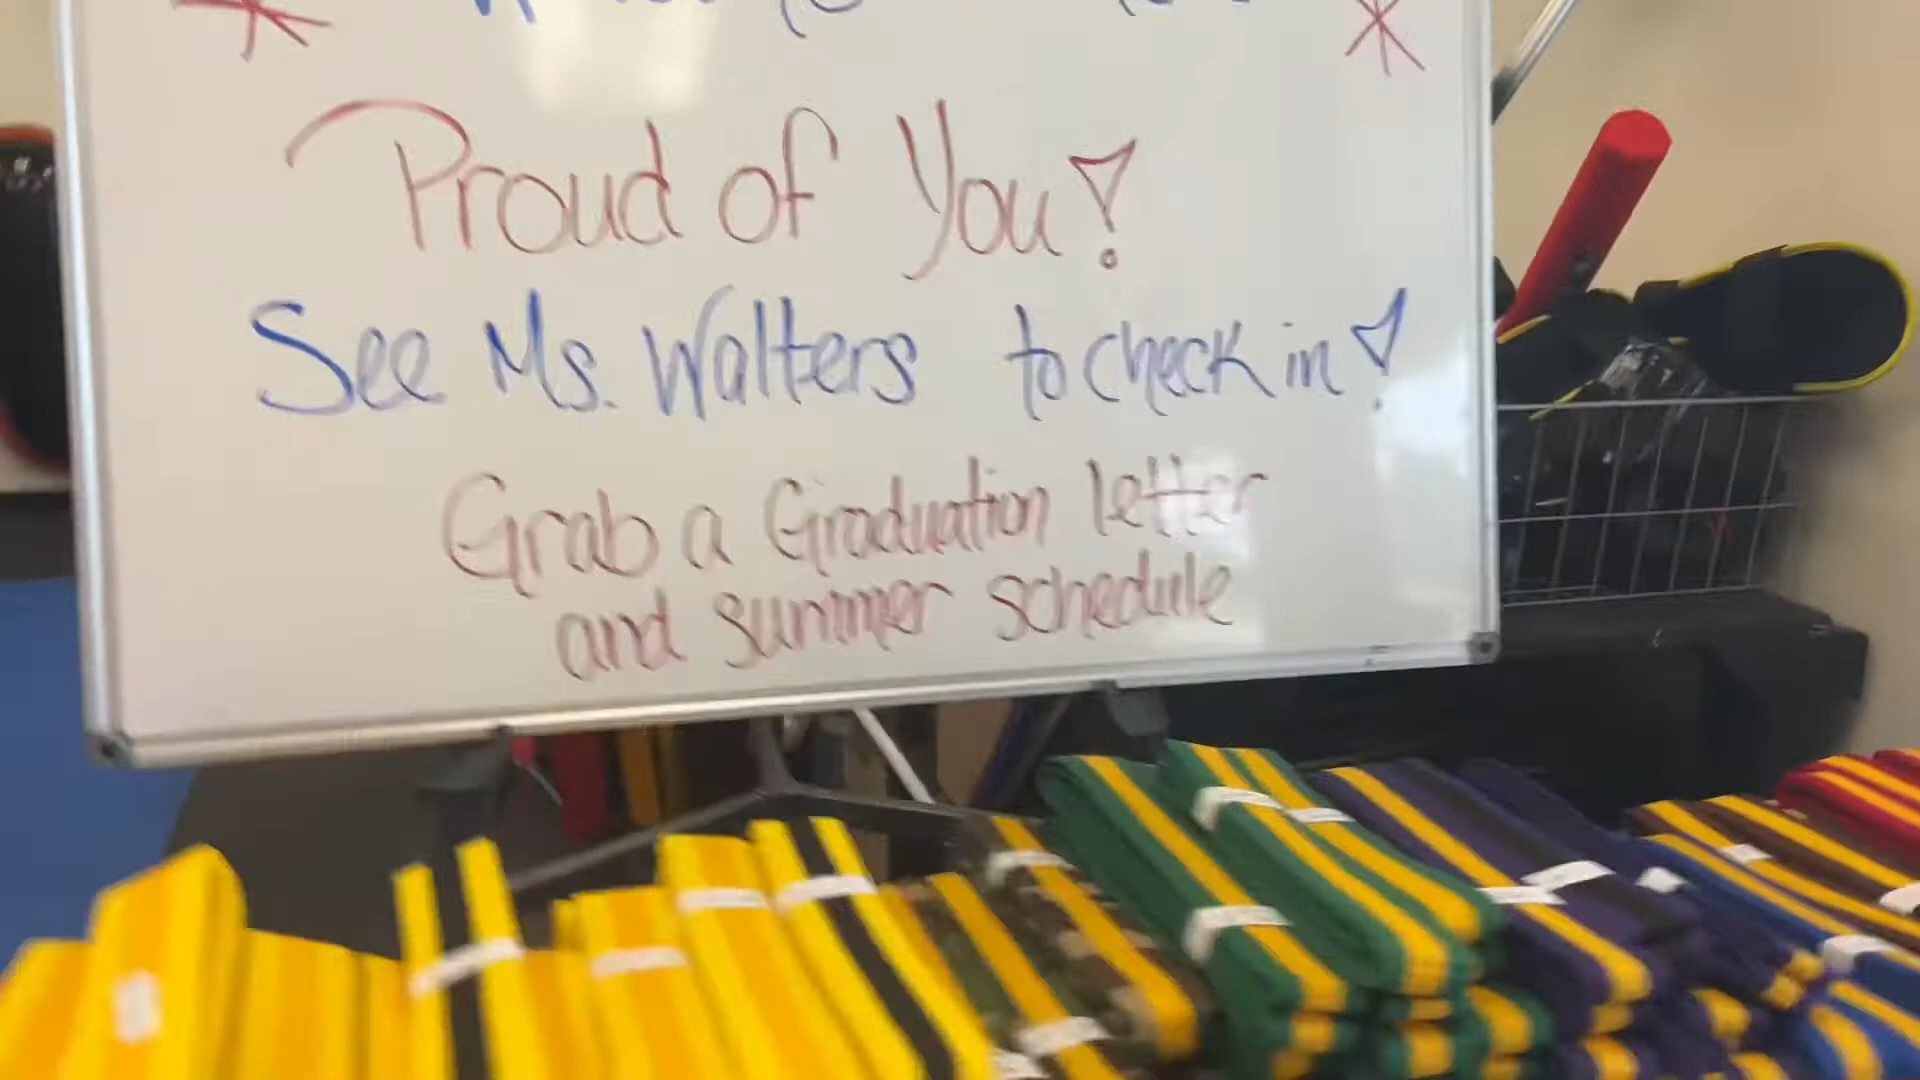 Proud of You!
See Ms. Walters to check in!
Grab a Graduation letter
and summer schedule